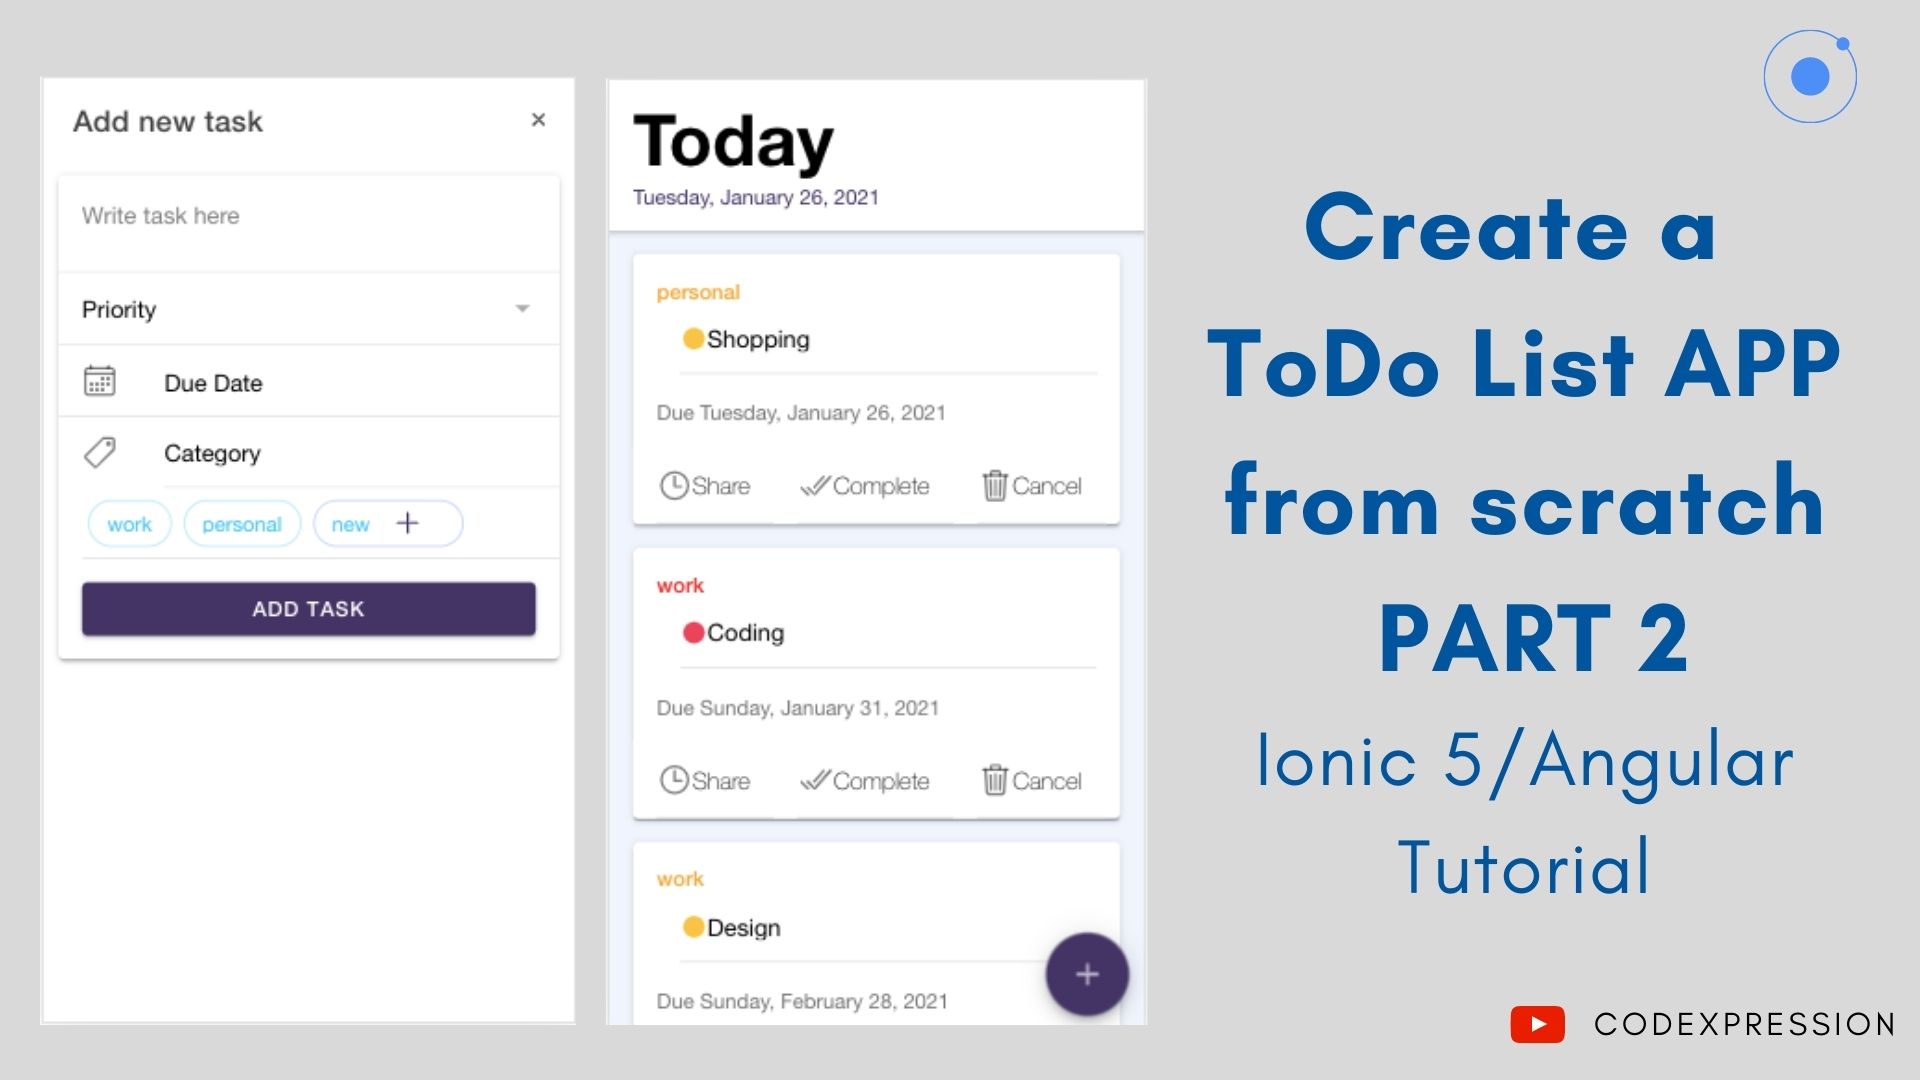 Add new task
×
Write task here
Priority
Due Date
Category
work personal new +
ADD TASK
Today
Tuesday, January 26, 2021
personal
Shopping
Due Tuesday, January 26, 2021
Share Complete Cancel
work
Coding
Due Sunday, January 31, 2021
Share Complete Cancel
work
Design
Due Sunday, February 28, 2021
+
Create a
ToDo List APP
from scratch
PART 2
Ionic 5/Angular
Tutorial
CODEXPRESSION